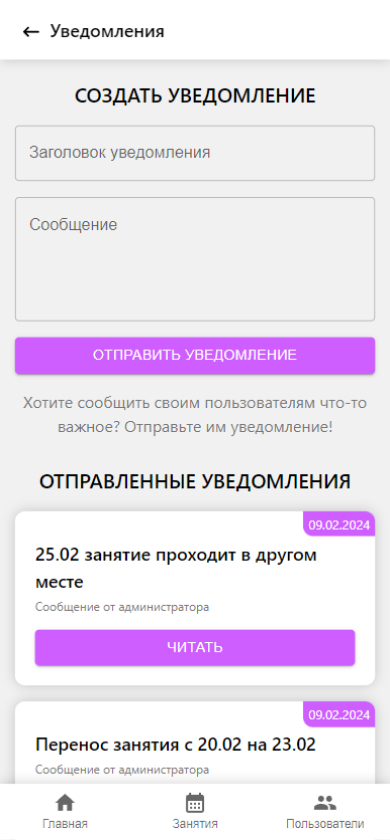 Уведомления
СОЗДАТЬ УВЕДОМЛЕНИЕ
Заголовок уведомления
Сообщение
ОТПРАВИТЬ УВЕДОМЛЕНИЕ
Хотите сообщить своим пользователям что-то
важное? Отправьте им уведомление!
ОТПРАВЛЕННЫЕ УВЕДОМЛЕНИЯ
09.02.2024
25.02 занятие проходит в другом
месте
Сообщение от администратора
ЧИТАТЬ
09.02.2024
Перенос занятия с 20.02 на 23.02
Сообщение от администратора
Главная
Занятия
Пользователи